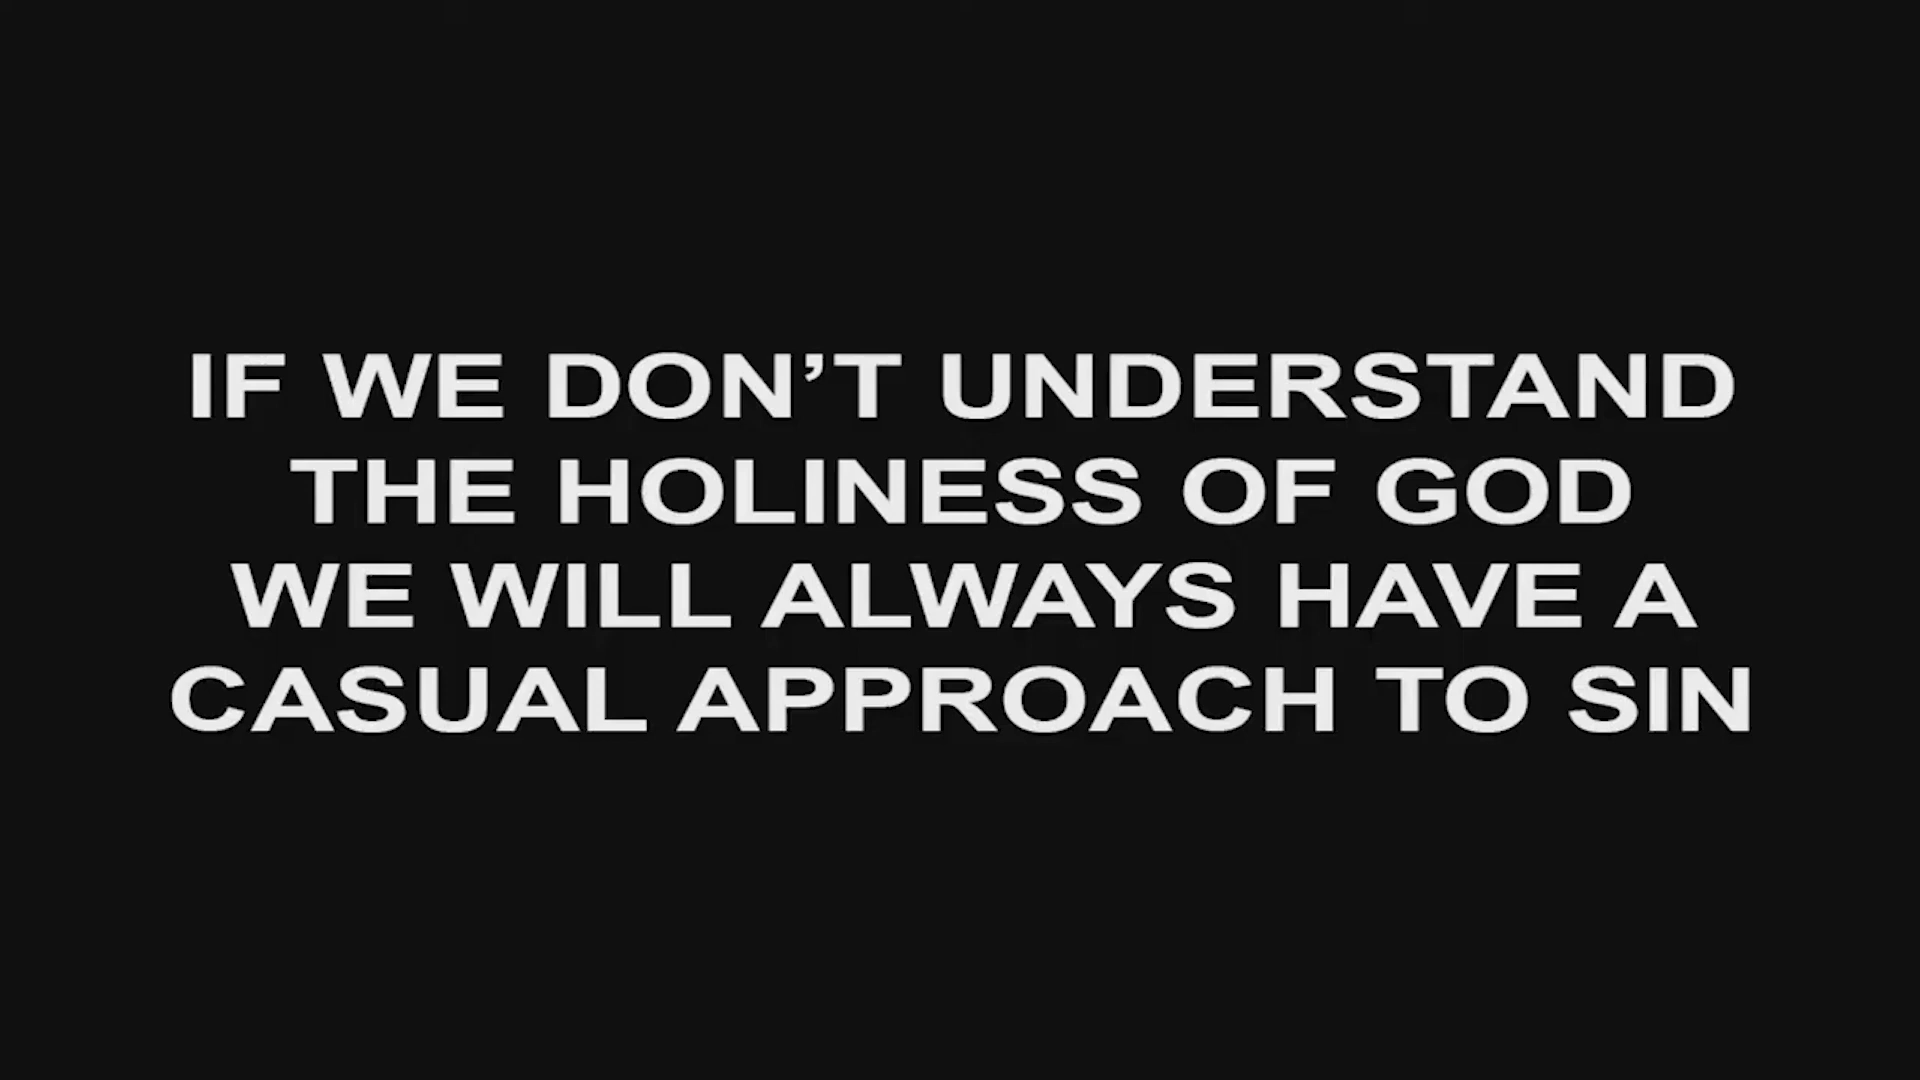 IF WE DON’T UNDERSTAND
THE HOLINESS OF GOD
WE WILL ALWAYS HAVE A
CASUAL APPROACH TO SIN